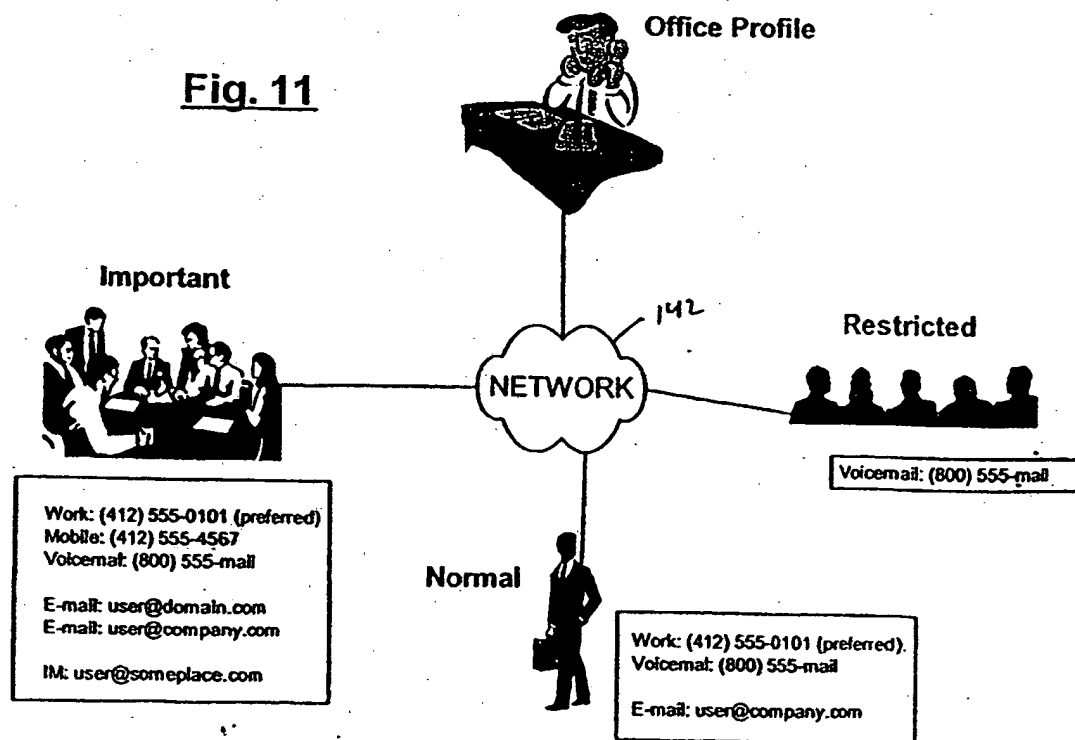 Office Profile
Fig. 11
Important
142
NETWORK
Restricted
Voicemail: (800) 555-mail
Work: (412) 555-0101 (preferred)
Mobile: (412) 555-4567
Voicemail: (800) 555-mail
E-mail: user@domain.com
E-mail: user@company.com
IM: user@someplace.com
Normal
Work: (412) 555-0101 (preferred).
Voicemail: (800) 555-mail
E-mail: user@company.com